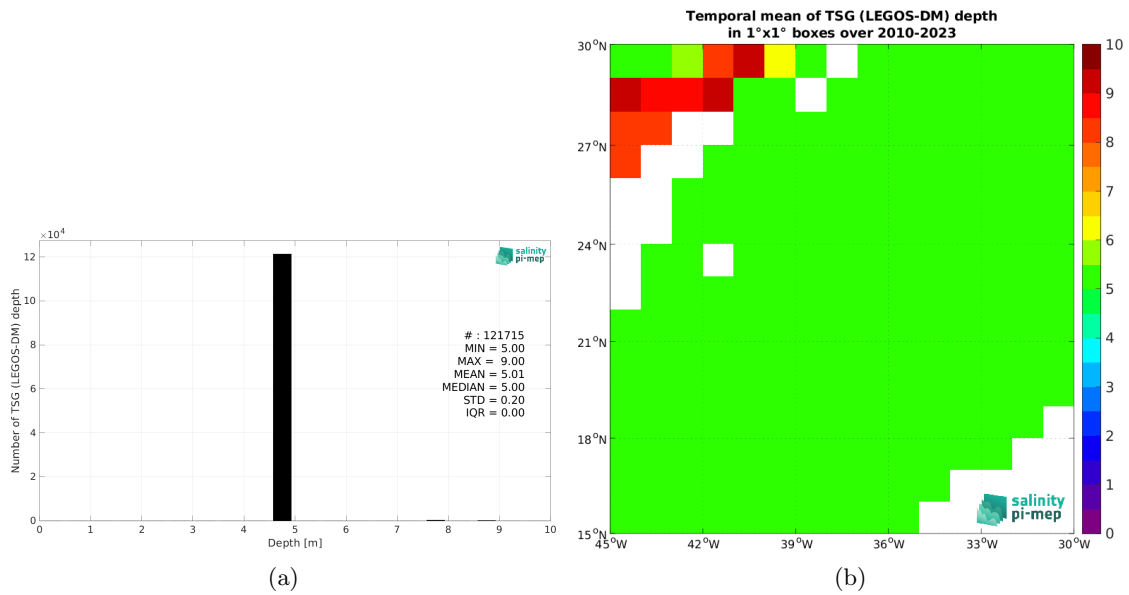 ×10⁴
12
10
8
6
4
2
0
Number of TSG (LEGOS-DM) depth
salinity
pi-mep
# : 121715
MIN = 5.00
MAX = 9.00
MEAN = 5.01
MEDIAN = 5.00
STD = 0.20
IQR = 0.00
0 1 2 3 4 5 6 7 8 9 10
Depth [m]
(a)
Temporal mean of TSG (LEGOS-DM) depth
in 1°x1° boxes over 2010-2023
30°N
27°N
24°N
21°N
18°N
15°N
45°W 42°W 39°W 36°W 33°W 30°W
salinity
pi-mep
10
9
8
7
6
5
4
3
2
1
0
(b)